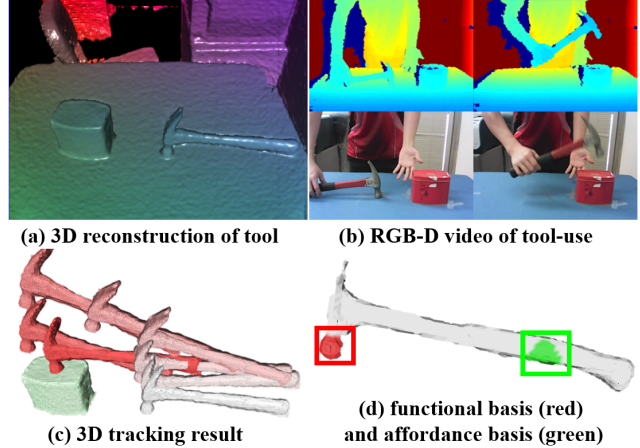 (a) 3D reconstruction of tool
(b) RGB-D video of tool-use
(c) 3D tracking result
(d) functional basis (red)
and affordance basis (green)